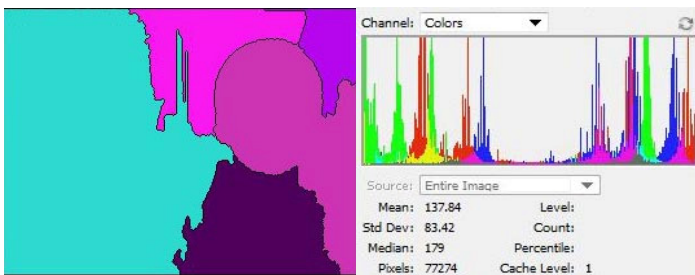 Channel: Colors
Source: Entire Image
Mean: 137.84 Level:
Std Dev: 83.42 Count:
Median: 179 Percentile:
Pixels: 77274 Cache Level: 1